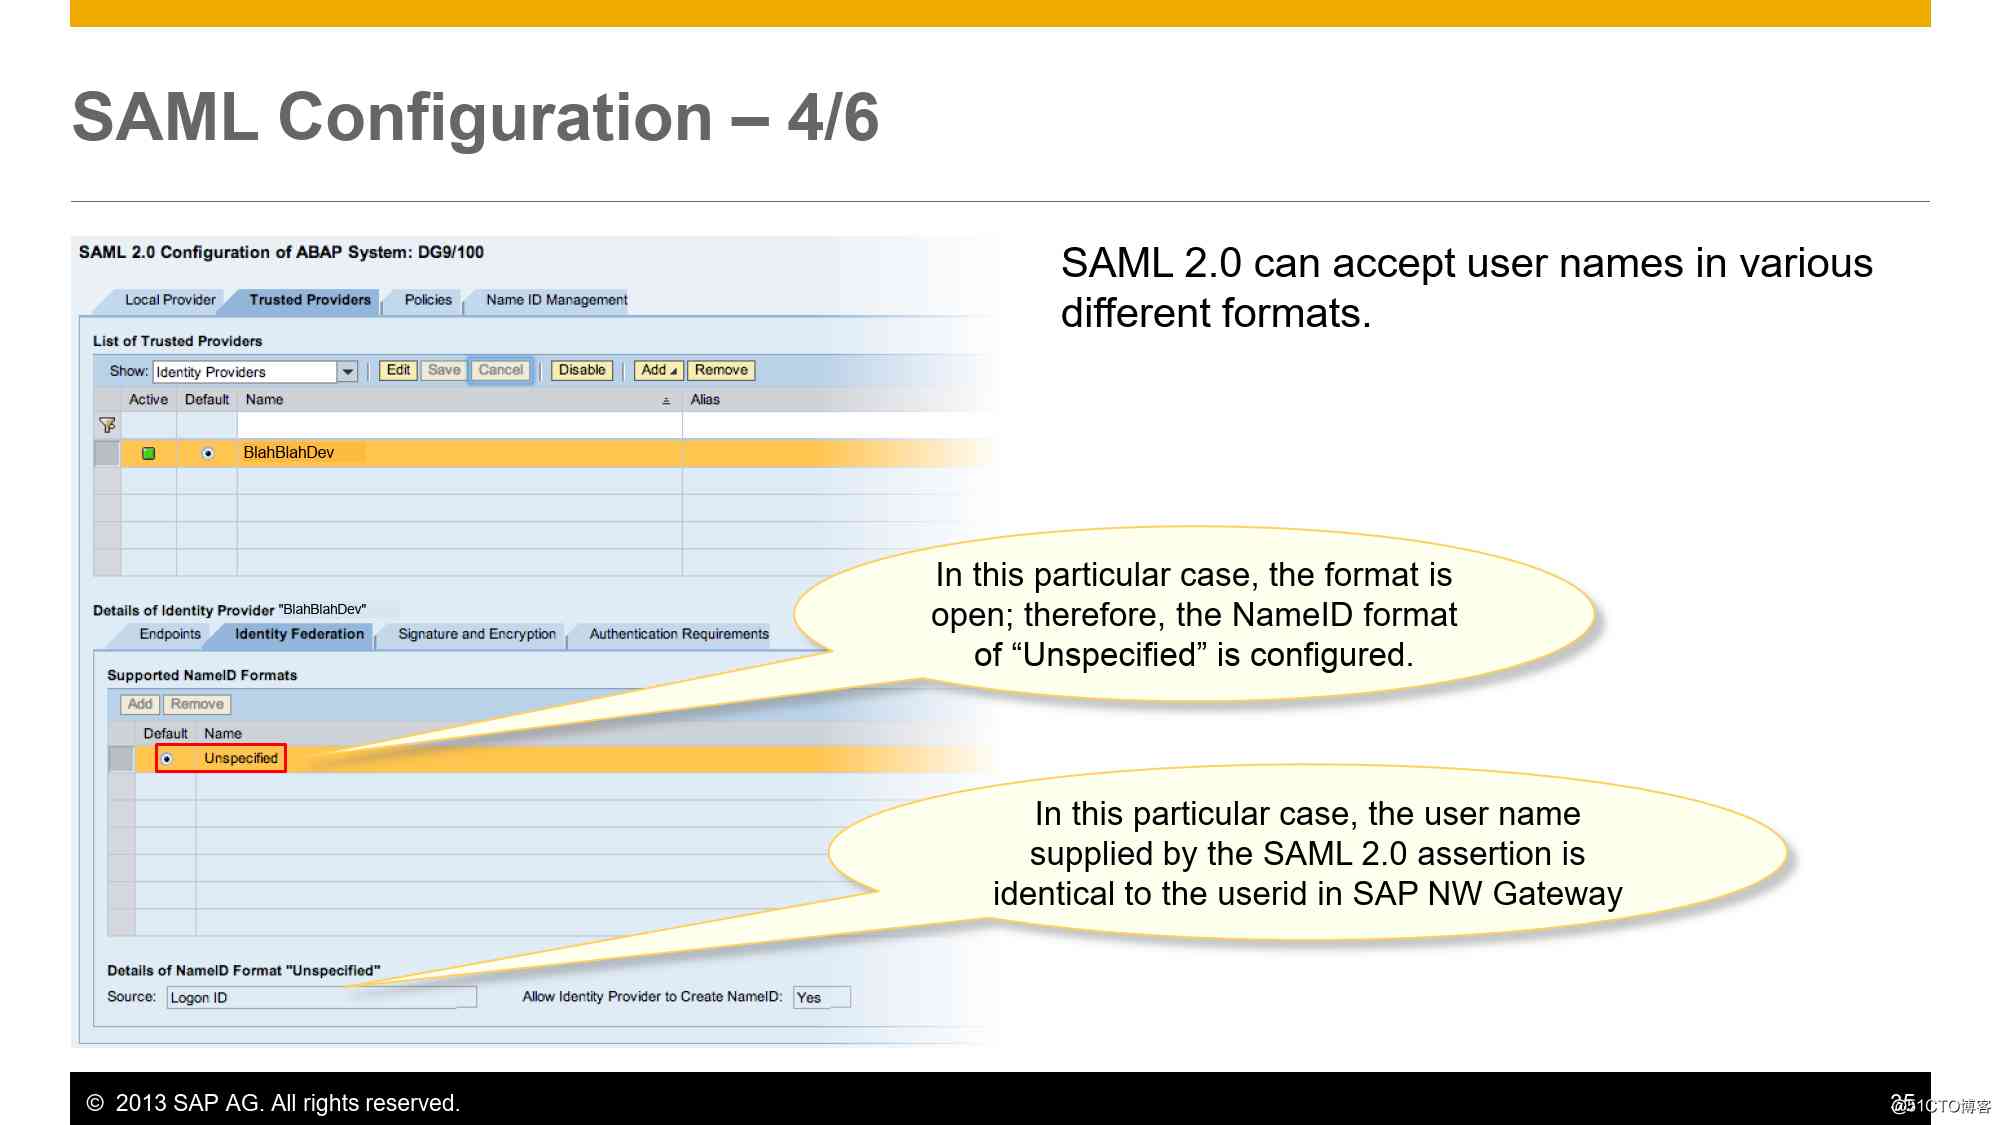 SAML Configuration – 4/6
SAML 2.0 Configuration of ABAP System: DG9/100
Local Provider Trusted Providers Policies Name ID Management
List of Trusted Providers
Show: Identity Providers Edit Save Cancel Disable Add Remove
Active Default Name Alias
BlahBlahDev
Details of Identity Provider "BlahBlahDev"
Endpoints Identity Federation Signature and Encryption Authentication Requirements
Supported NameID Formats
Add Remove
Default Name
Unspecified
Details of NameID Format "Unspecified"
Source: Logon ID Allow Identity Provider to Create NameID: Yes
SAML 2.0 can accept user names in various
different formats.
In this particular case, the format is
open; therefore, the NameID format
of “Unspecified” is configured.
In this particular case, the user name
supplied by the SAML 2.0 assertion is
identical to the userid in SAP NW Gateway
© 2013 SAP AG. All rights reserved.
35
@51CTO博客